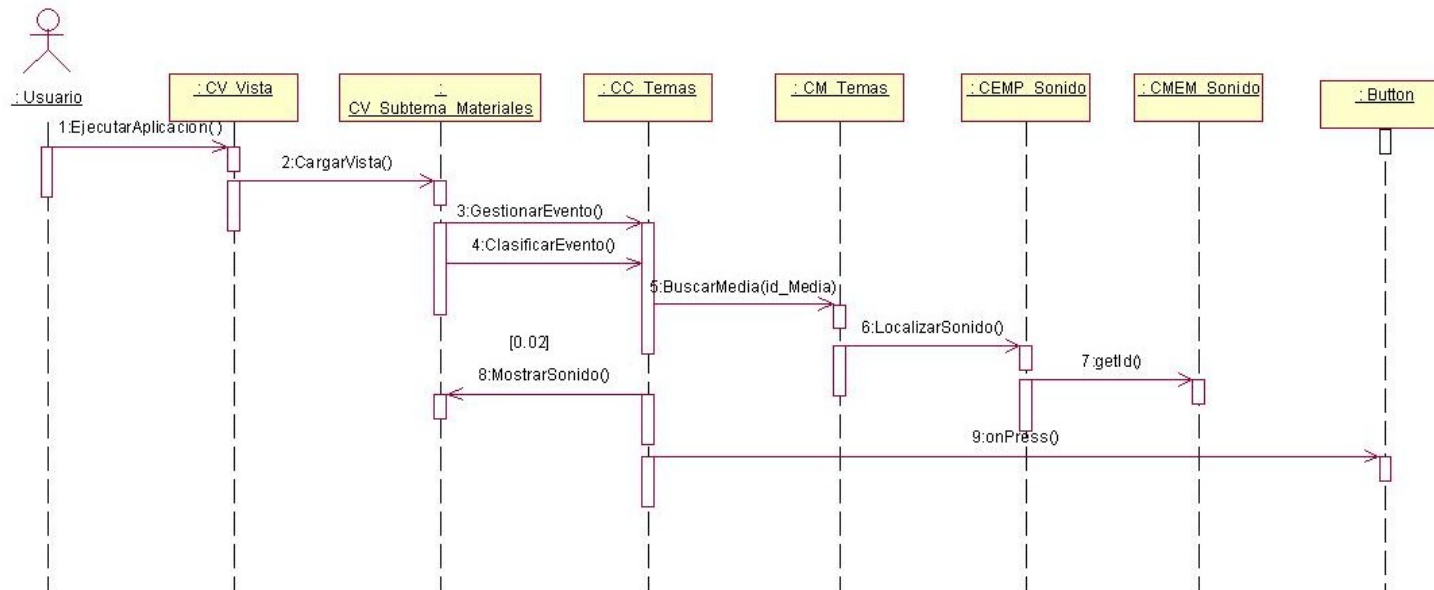 : Usuario
: CV_Vista
:
CV_Subtema_Materiales
: CC_Temas
: CM_Temas
: CEMP_Sonido
: CMEM_Sonido
: Button
1:EjecutarAplicacion()
2:CargarVista()
3:GestionarEvento()
4:ClasificarEvento()
5:BuscarMedia(id_Media)
6:LocalizarSonido()
[0.02]
7:getId()
8:MostrarSonido()
9:onPress()